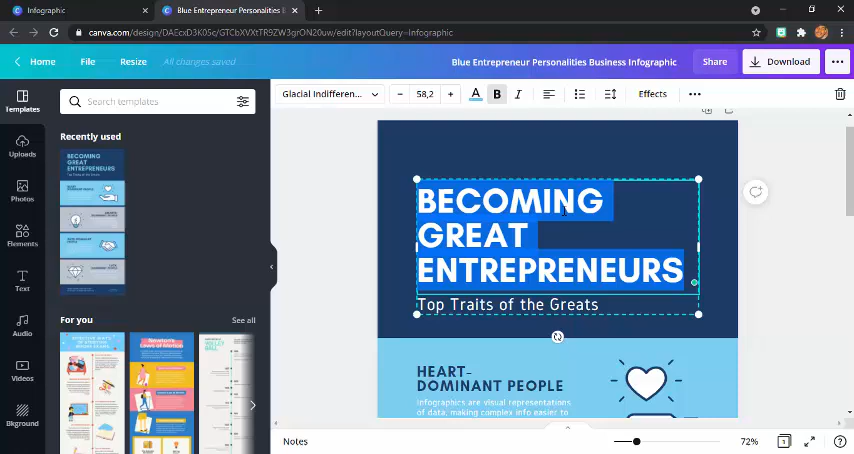 Infographic
Blue Entrepreneur Personalities B
canva.com/design/DAEcxD3K05c/GTCbXVXtTR9ZW3grON20uw/edit?layoutQuery=infographic
Home
File
Resize
All changes saved
Blue Entrepreneur Personalities Business Infographic
Share
Download
Templates
Uploads
Photos
Elements
Text
Audio
Videos
Bkground
Search templates
Recently used
BECOMING
GREAT
ENTREPRENEURS
For you
See all
Glacial Indifferen...
58,2
A
B
I
Effects
BECOMING
GREAT
ENTREPRENEURS
Top Traits of the Greats
HEART-
DOMINANT PEOPLE
Infographics are visual representations
of data, making complex info easier to
Notes
72%
1